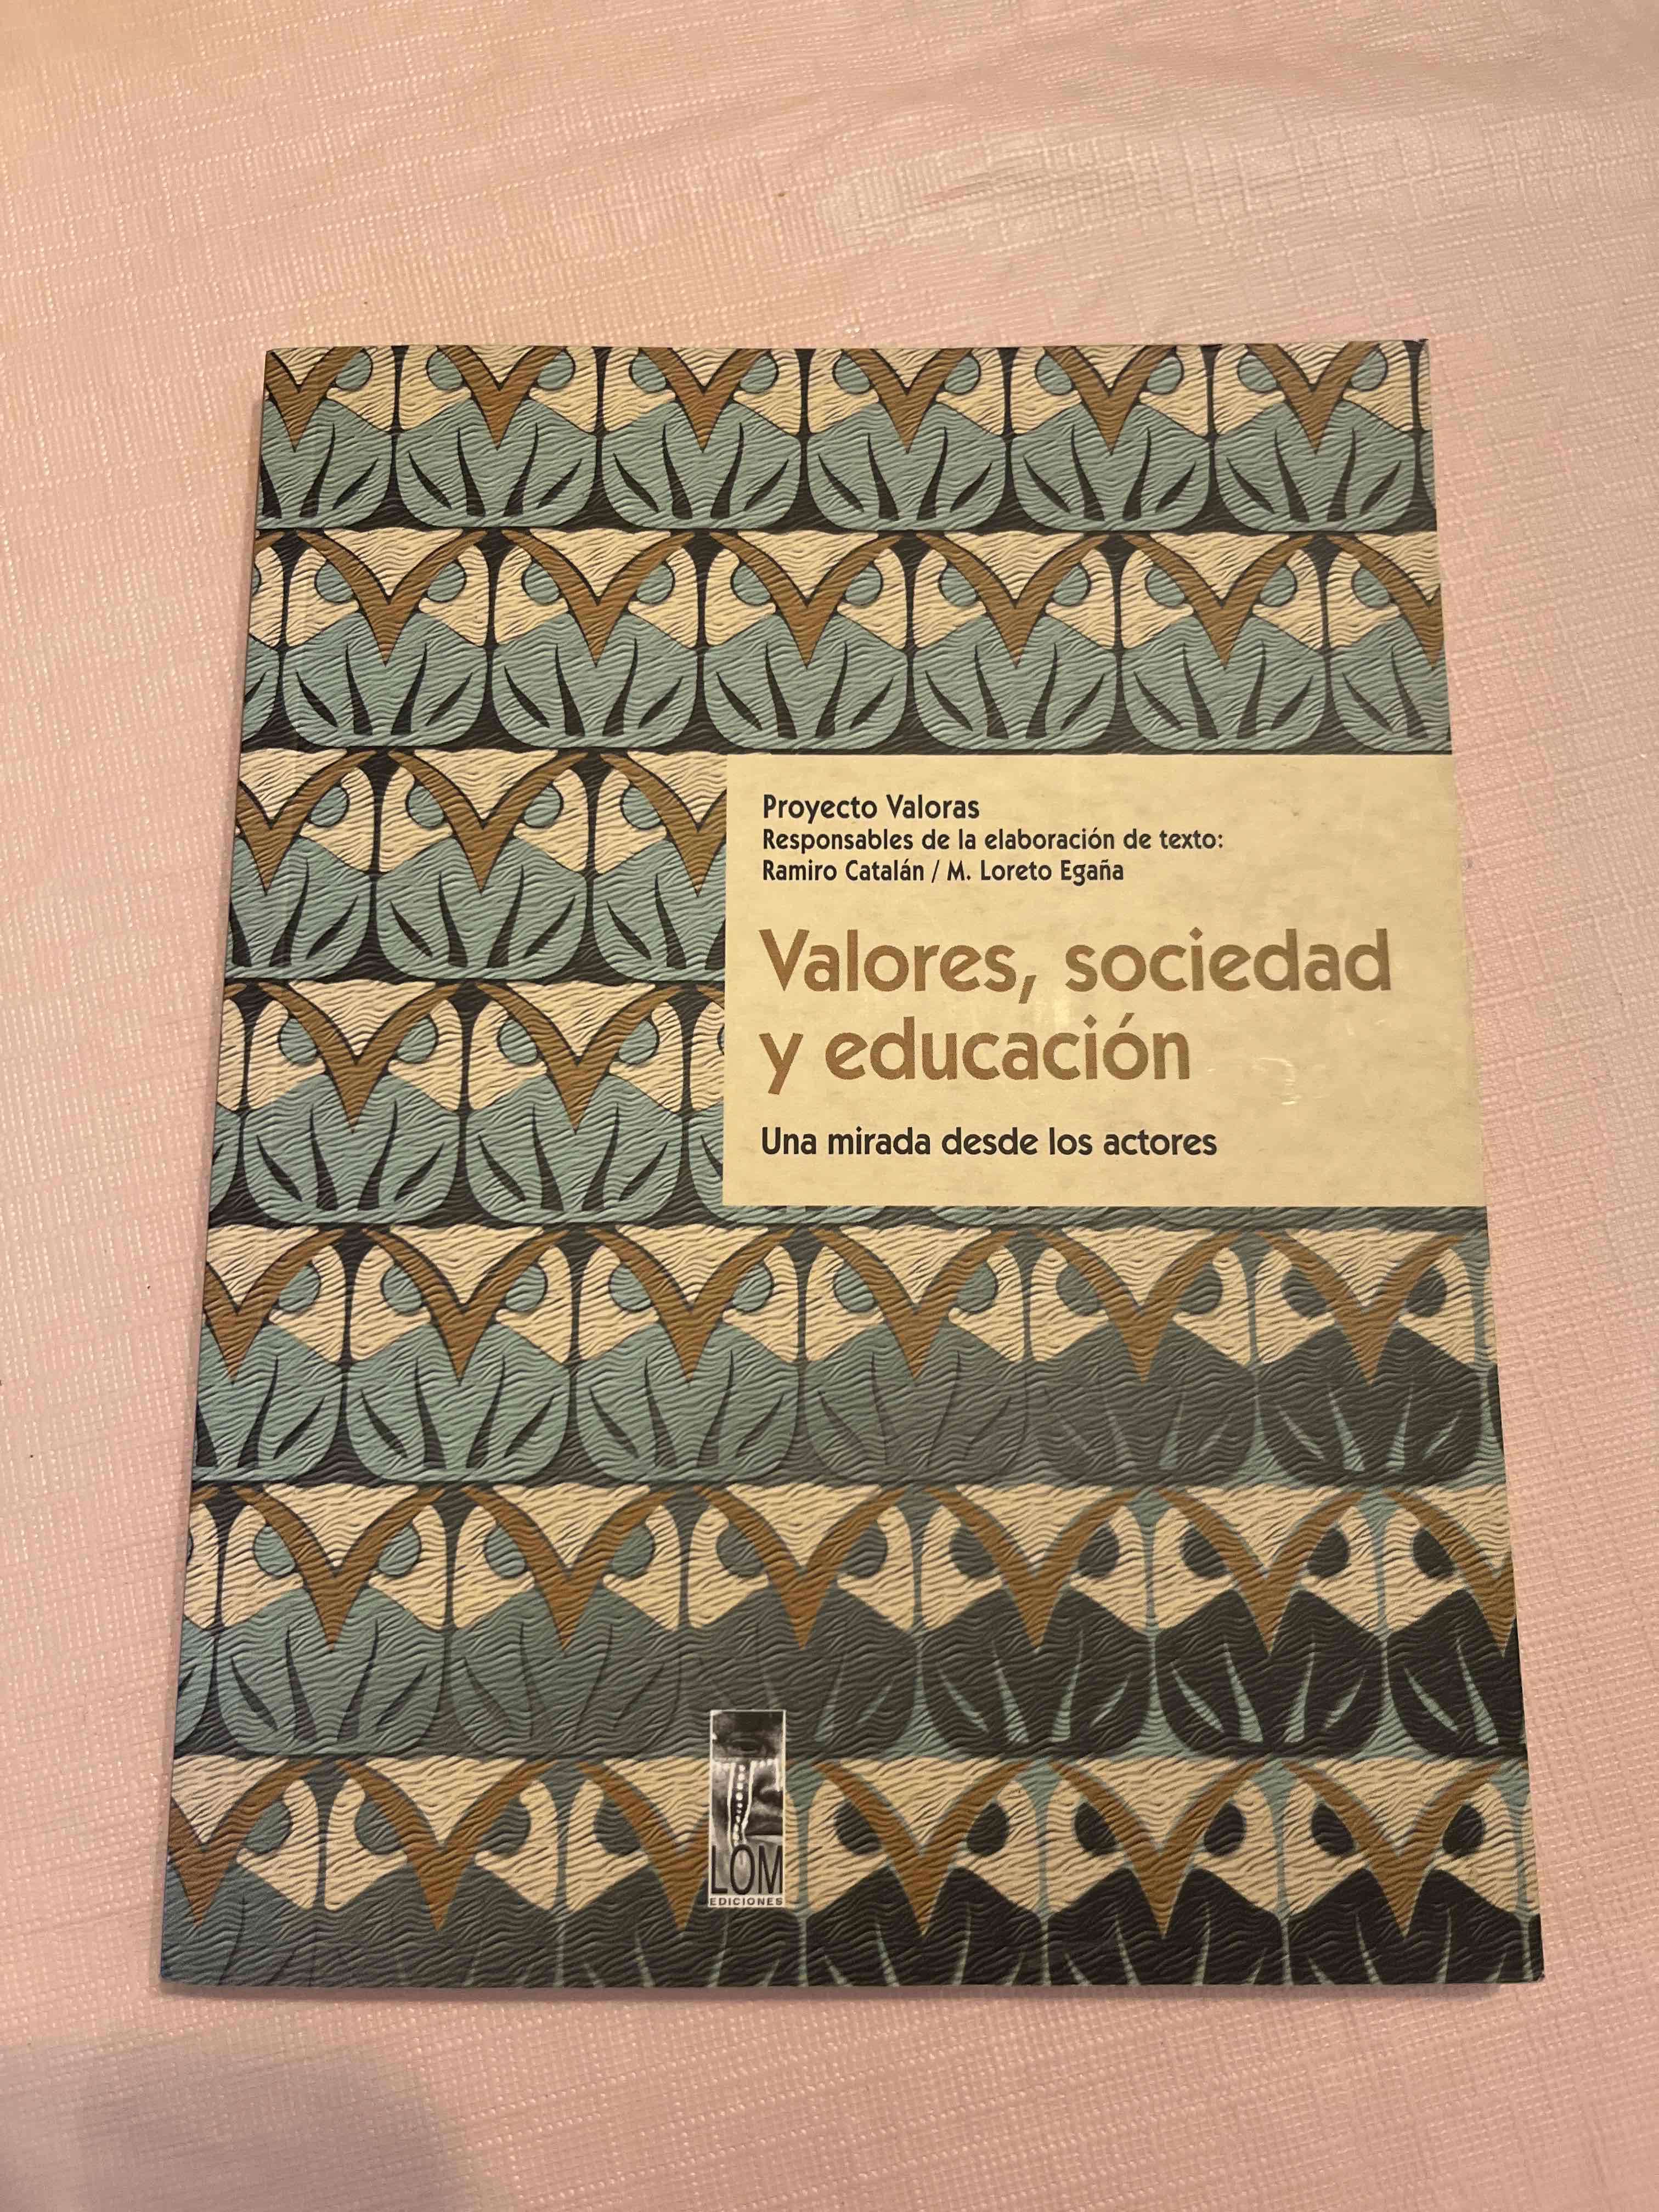 Proyecto Valoras
Responsables de la elaboración de texto:
Ramiro Catalán / M. Loreto Egaña
Valores, sociedad
y educación
Una mirada desde los actores
LOM
EDICIONES